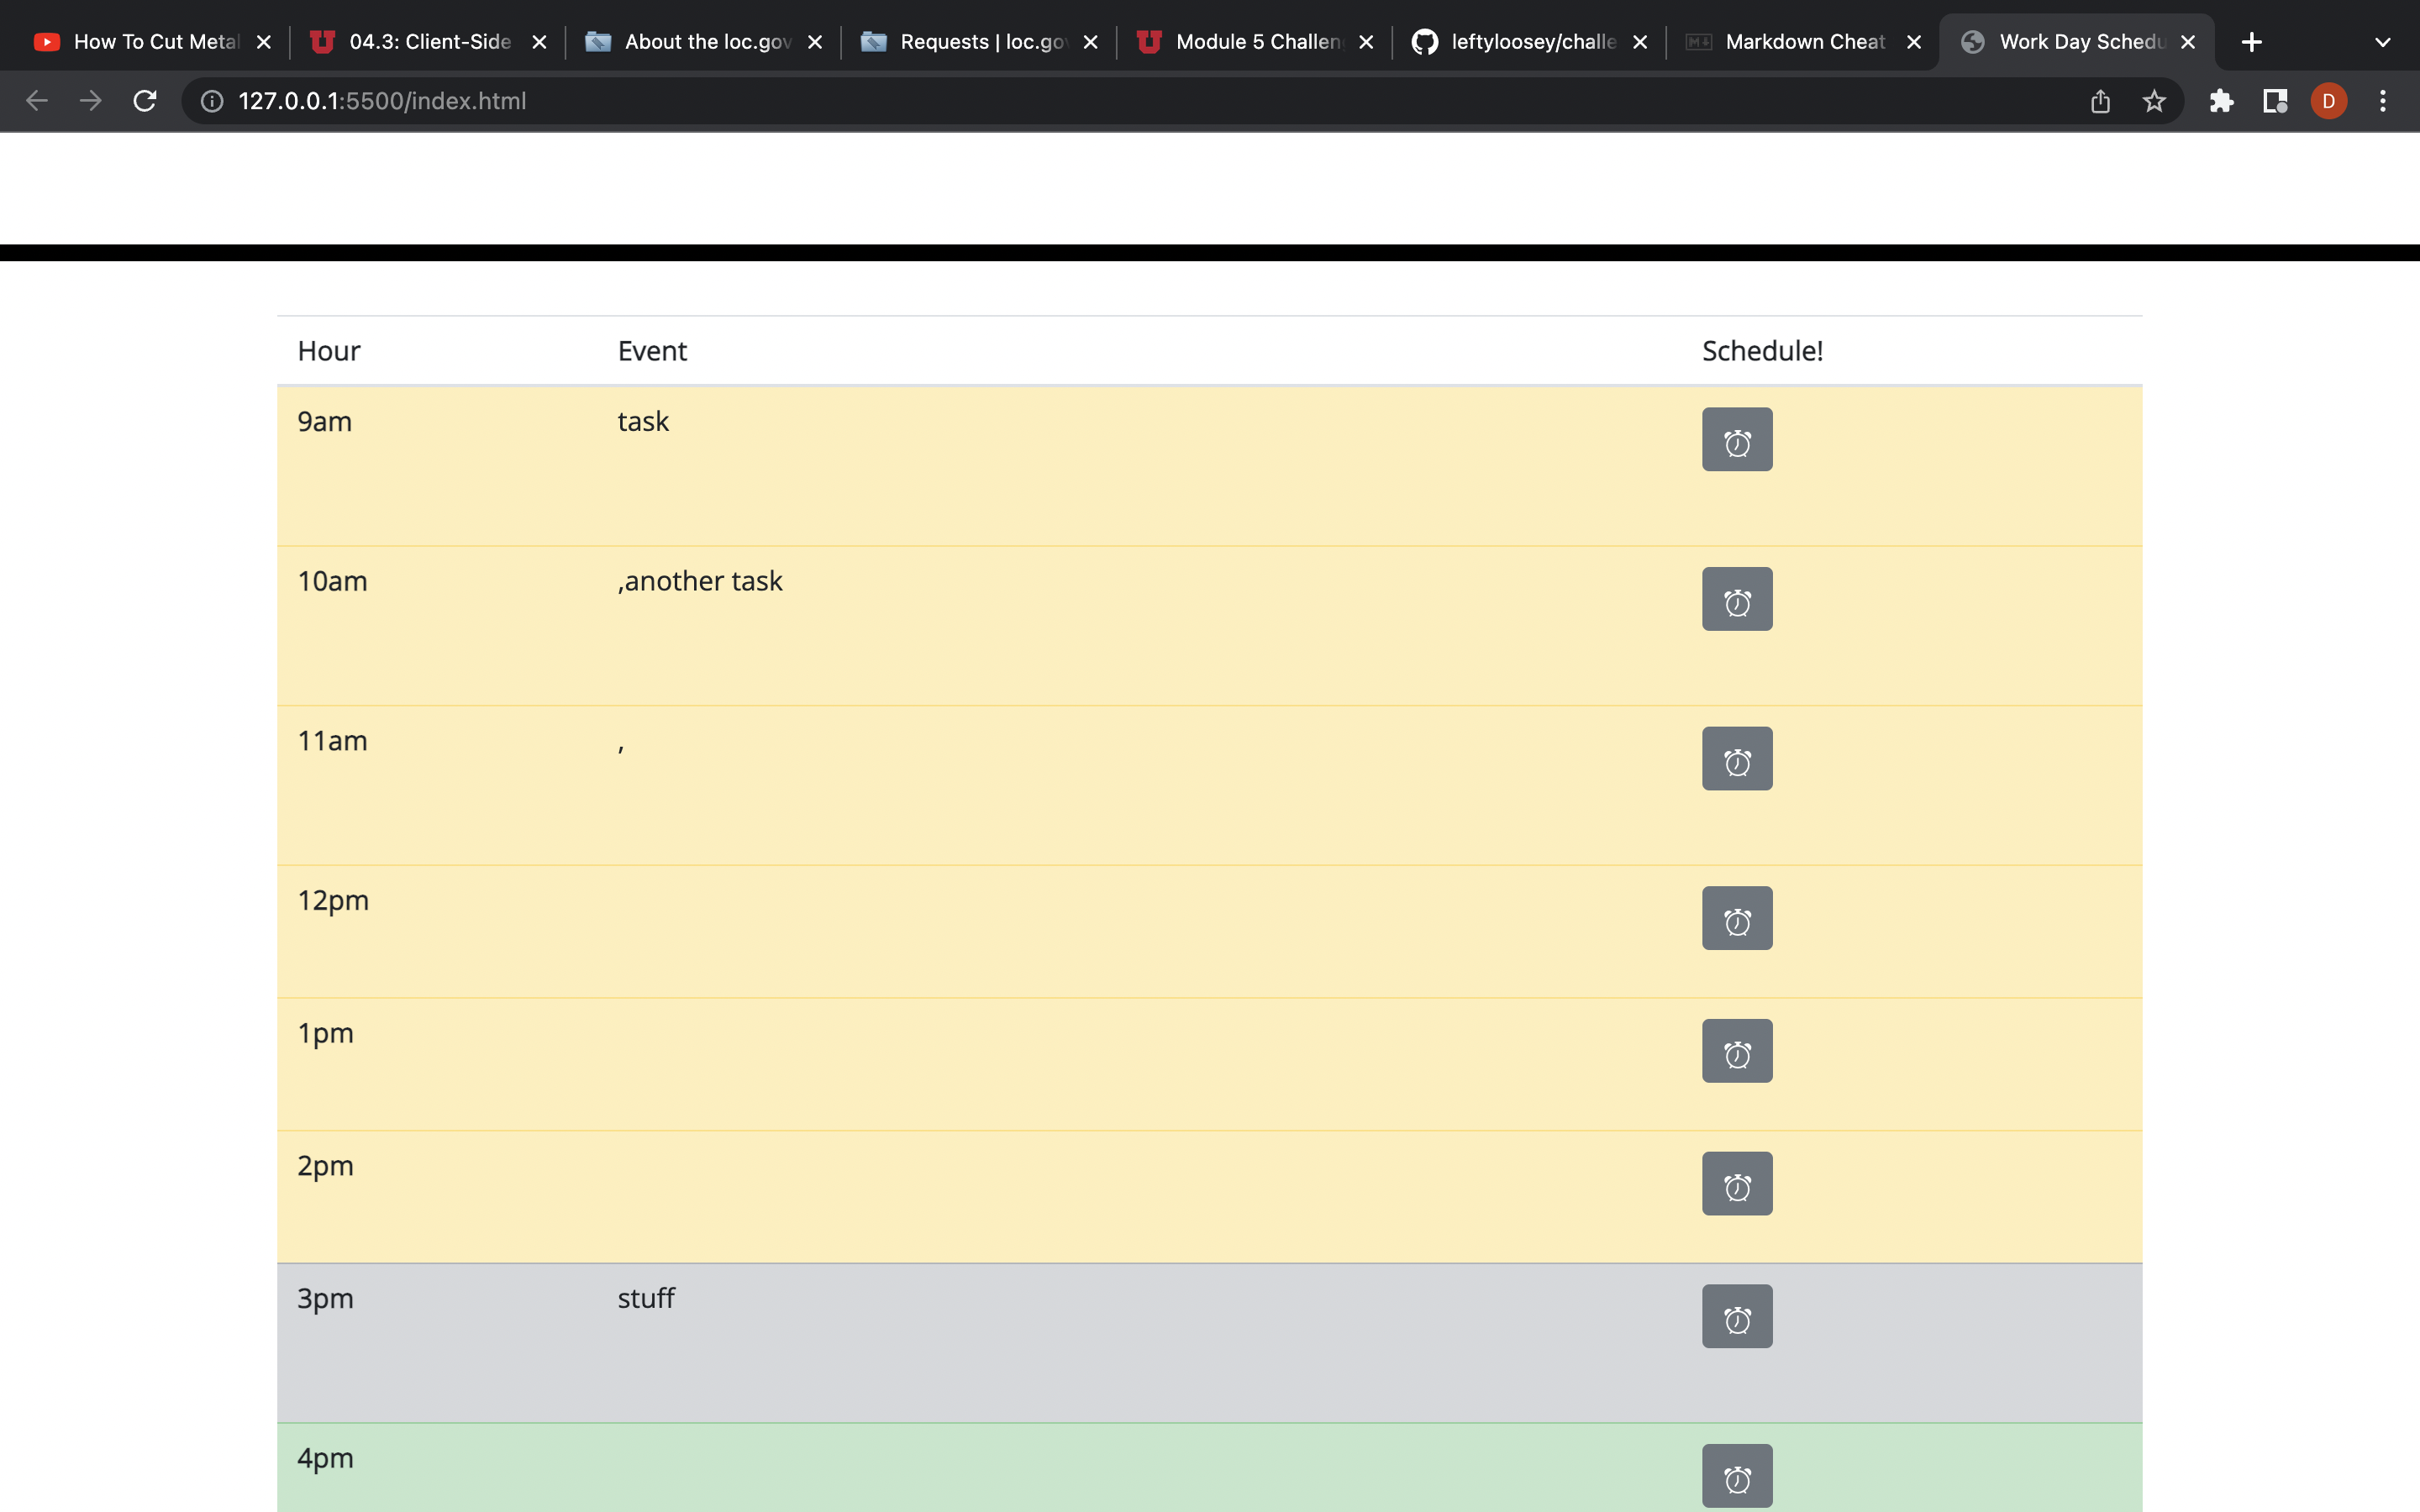 How To Cut Metal 04.3: Client-Side About the loc.gov Requests | loc.gov Module 5 Challen leftyloosey/challe Markdown Cheat Work Day Schedu
127.0.0.1:5500/index.html D
Hour Event Schedule!
9am task
10am ,another task
11am ,
12pm
1pm
2pm
3pm stuff
4pm